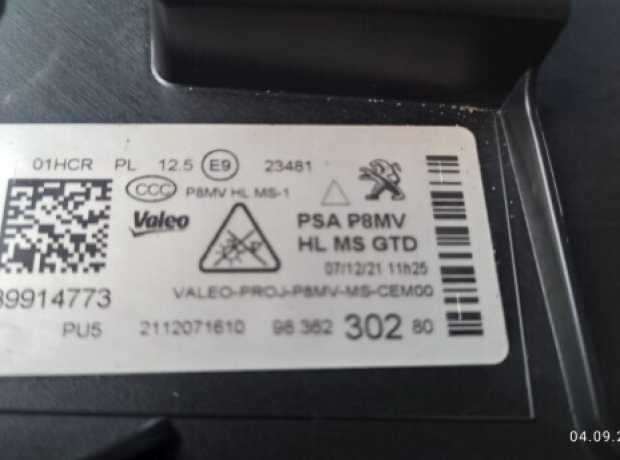 01HCR PL 12.5 E9 23481
CCC P8MV HL MS-1
Valeo
PSA P8MV
HL MS GTD
07/12/21 11h25
VALEO-PROJ-P8MV-MS-CEM00
89914773
PU5 2112071610 98 362 302 80
04.09.2